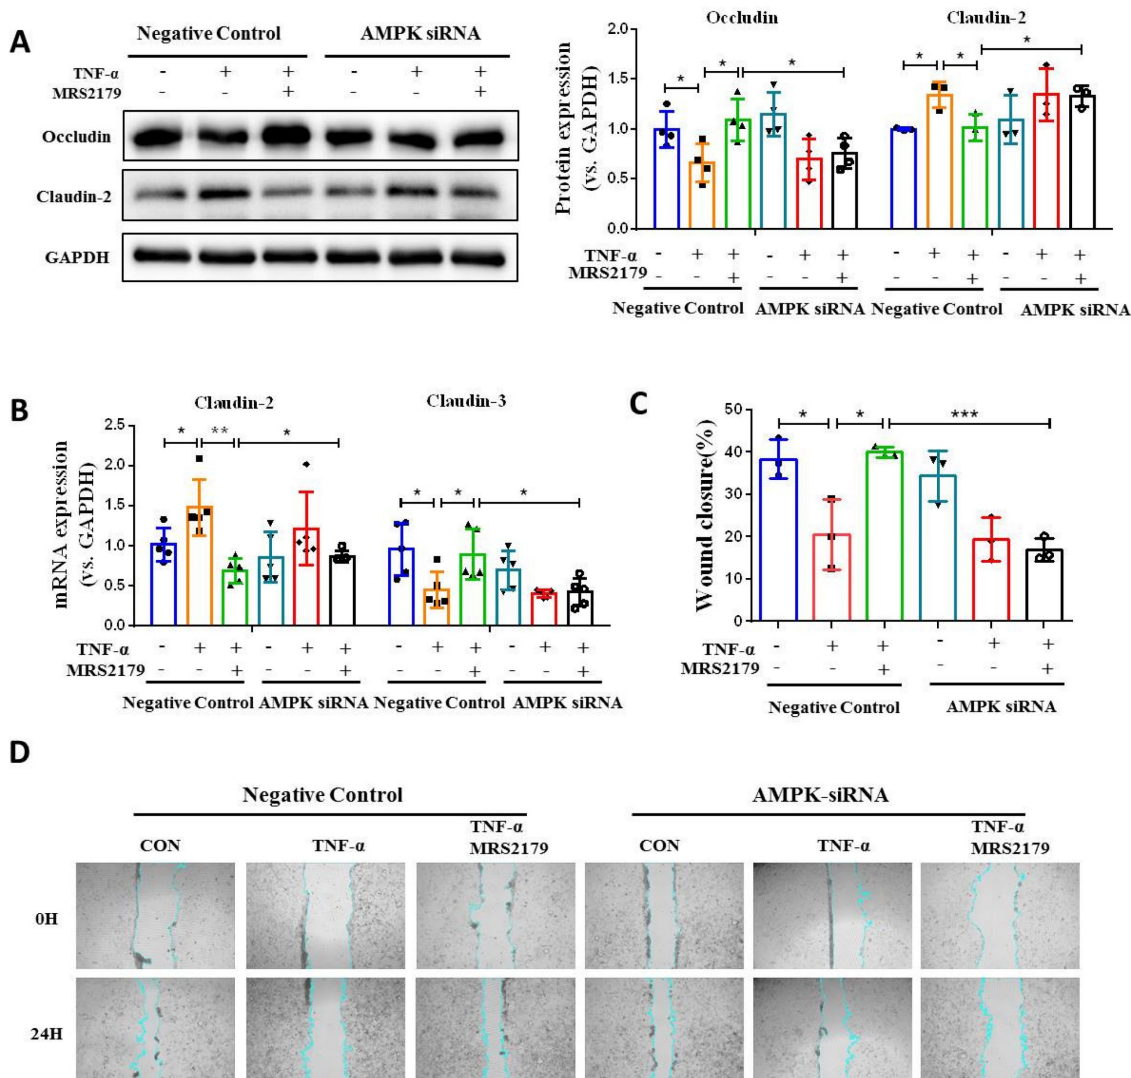 A
Negative Control AMPK siRNA
TNF-α - + + - + +
MRS2179 - - + - - +
Occludin
Claudin-2
GAPDH
Occludin Claudin-2
Protein expression
(vs. GAPDH)
2.0
1.5
1.0
0.5
0.0
* * * * * *
TNF-α - + + - + + - + + - + +
MRS2179 - - + - - + - - + - - +
Negative Control AMPK siRNA Negative Control AMPK siRNA
B
Claudin-2 Claudin-3
mRNA expression
(vs. GAPDH)
2.5
2.0
1.5
1.0
0.5
0.0
* ** * * * *
TNF-α - + + - + + - + + - + +
MRS2179 - - + - - + - - + - - +
Negative Control AMPK siRNA Negative Control AMPK siRNA
C
Wound closure(%)
50
40
30
20
10
0
* * ***
TNF-α - + + - + +
MRS2179 - - + - - +
Negative Control AMPK siRNA
D
Negative Control AMPK-siRNA
CON TNF-α TNF-α MRS2179 CON TNF-α TNF-α MRS2179
0H
24H